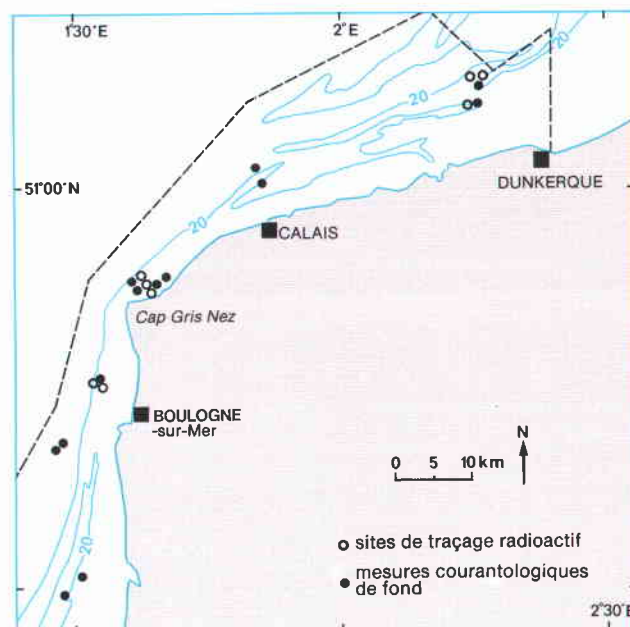 1°30'E
2°E
20
20
51°00'N
DUNKERQUE
CALAIS
20
Cap Gris Nez
BOULOGNE
-sur-Mer
N
0 5 10 km
20
sites de traçage radioactif
mesures courantologiques
de fond
2°30'E